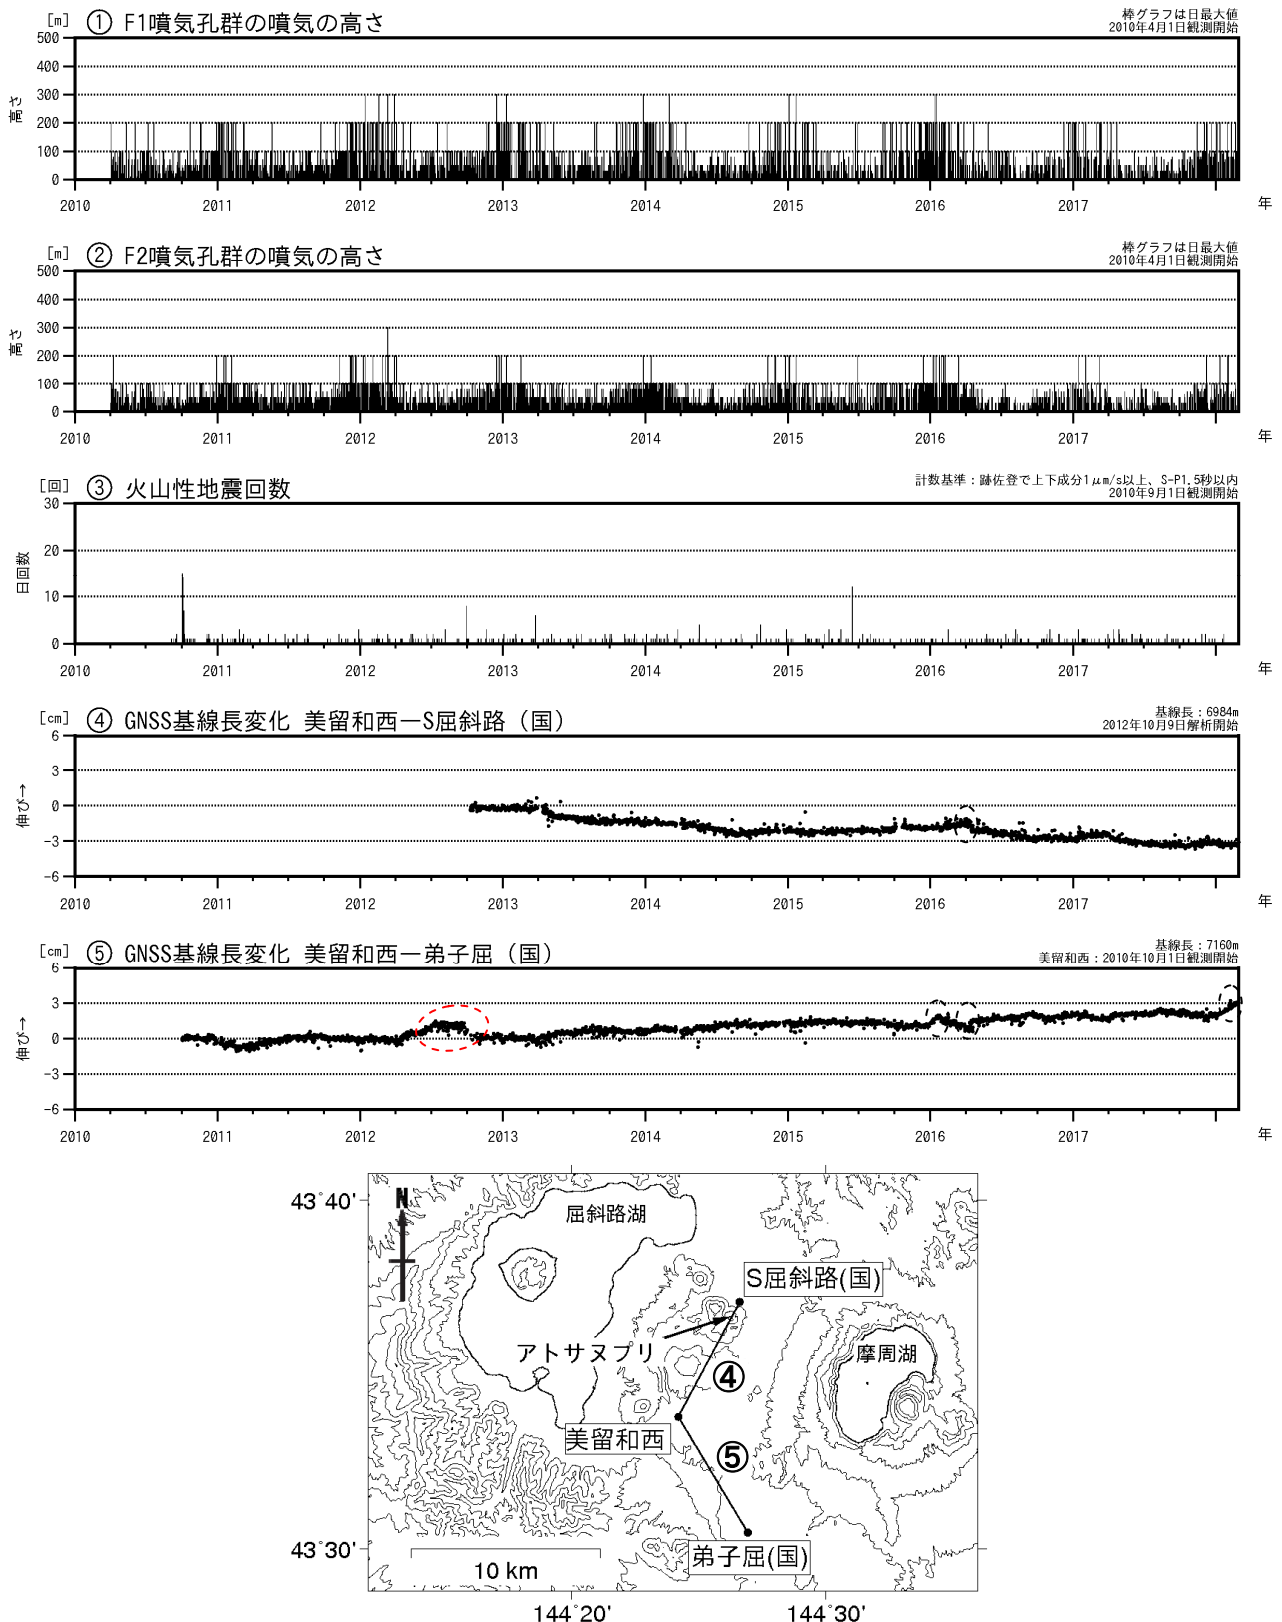 [m] ① F1噴気孔群の噴気の高さ
棒グラフは日最大値
2010年4月1日観測開始
500
400
300
200
100
0
高さ
2010 2011 2012 2013 2014 2015 2016 2017 年
[m] ② F2噴気孔群の噴気の高さ
棒グラフは日最大値
2010年4月1日観測開始
500
400
300
200
100
0
高さ
2010 2011 2012 2013 2014 2015 2016 2017 年
[回] ③ 火山性地震回数
計数基準：跡佐登で上下成分1μm/s以上、S-P1.5秒以内
2010年9月1日観測開始
30
20
10
0
日回数
2010 2011 2012 2013 2014 2015 2016 2017 年
[cm] ④ GNSS基線長変化 美留和西ーS屈斜路（国）
基線長：6984m
2012年10月9日解析開始
6
3
0
-3
-6
伸び→
2010 2011 2012 2013 2014 2015 2016 2017 年
[cm] ⑤ GNSS基線長変化 美留和西ー弟子屈（国）
基線長：7160m
美留和西：2010年10月1日観測開始
6
3
0
-3
-6
伸び→
2010 2011 2012 2013 2014 2015 2016 2017 年
43°40'
N
屈斜路湖
S屈斜路(国)
アトサヌプリ
摩周湖
④
美留和西
⑤
43°30'
弟子屈(国)
10 km
144°20' 144°30'